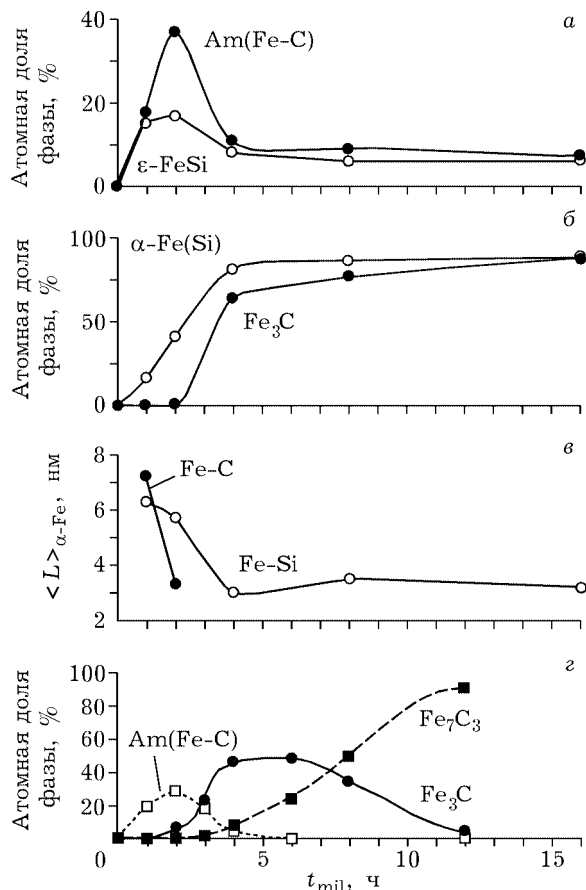 а
Атомная доля
фазы, %
40
20
0
Am(Fe-C)
ε-FeSi
б
Атомная доля
фазы, %
100
50
0
α-Fe(Si)
Fe₃C
в
<L>α-Fe, нм
8
6
4
2
Fe-C
Fe-Si
г
Атомная доля
фазы, %
100
80
60
40
20
Am(Fe-C)
Fe₇C₃
Fe₃C
0 5 10 15
t_mil, ч